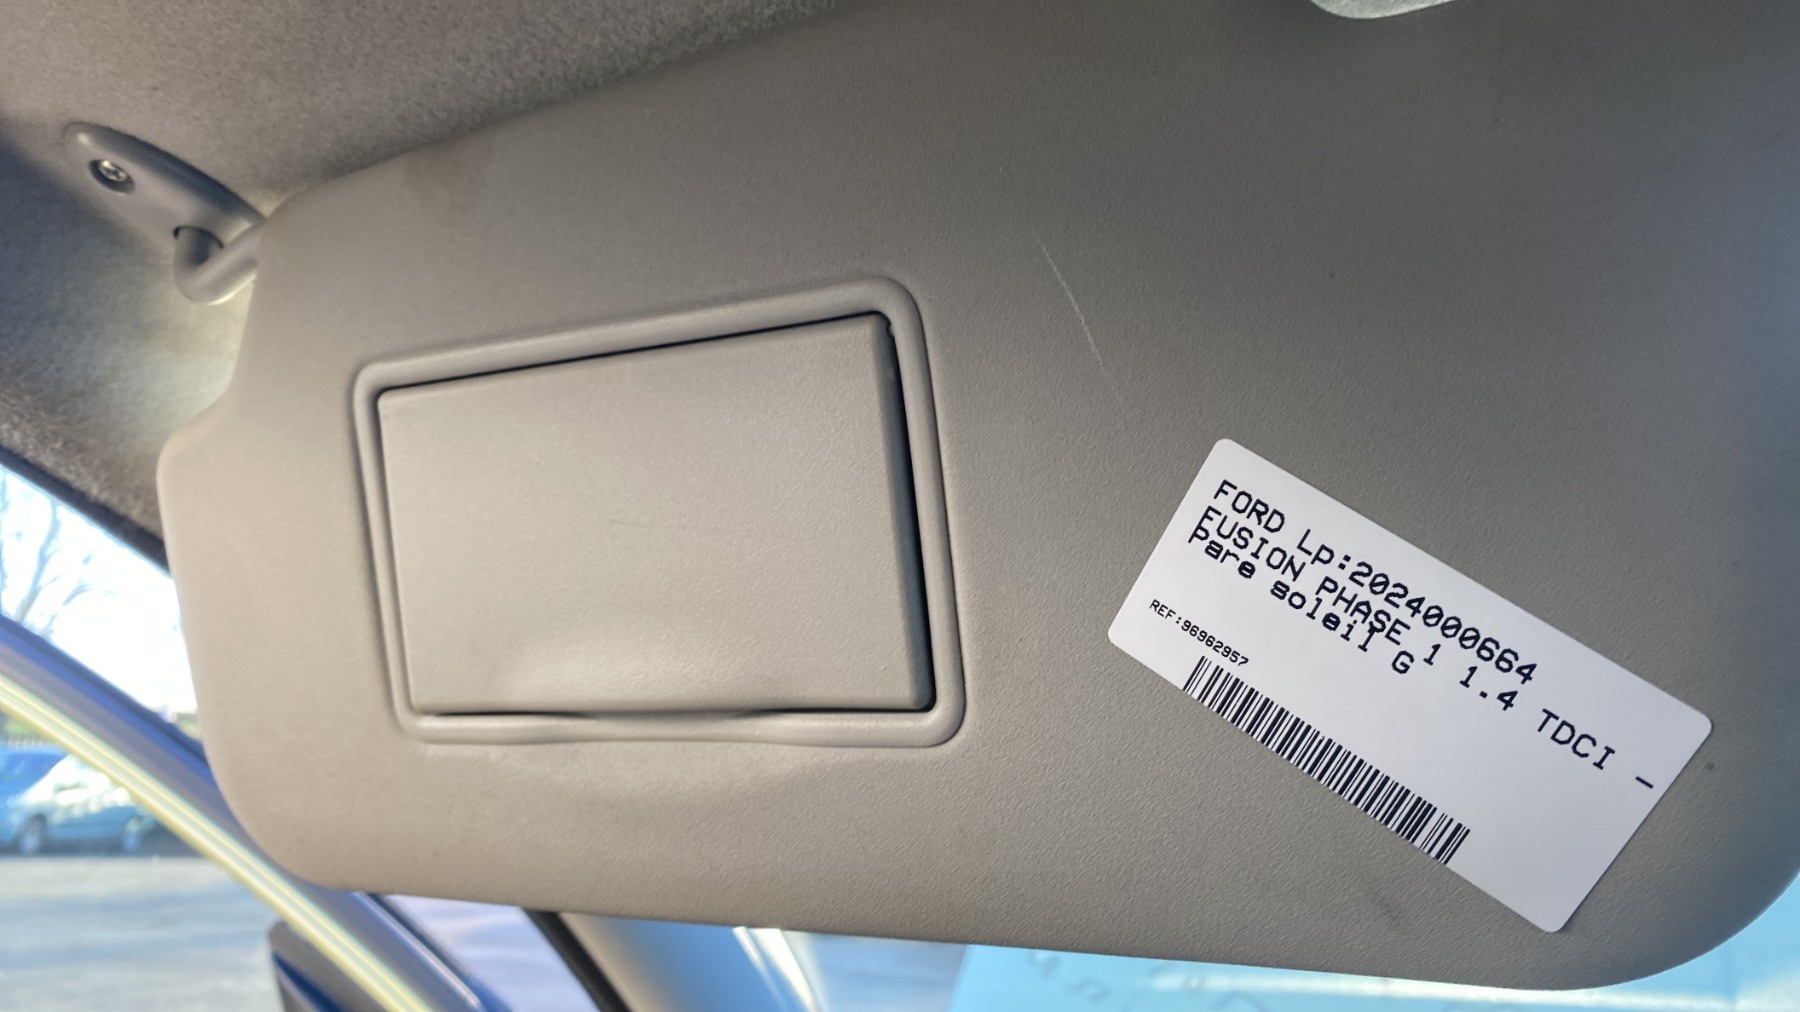 FORD Lp:2024000664
FUSION PHASE 1 1.4 TDCI -
Pare soleil G
REF:96962957